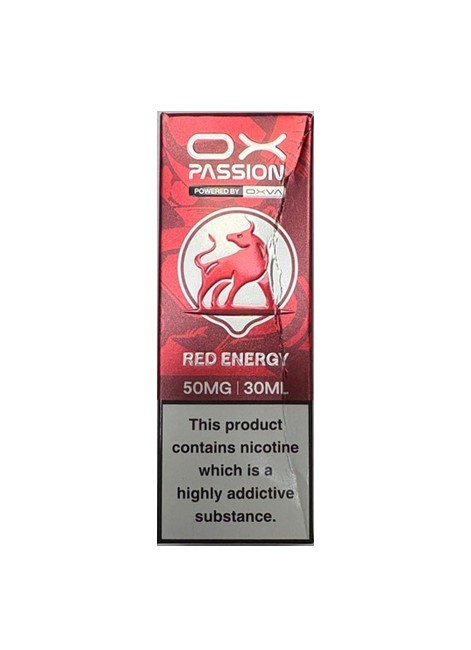 OX
PASSION
POWERED BY OXVA
RED ENERGY
50MG | 30ML
This product
contains nicotine
which is a
highly addictive
substance.